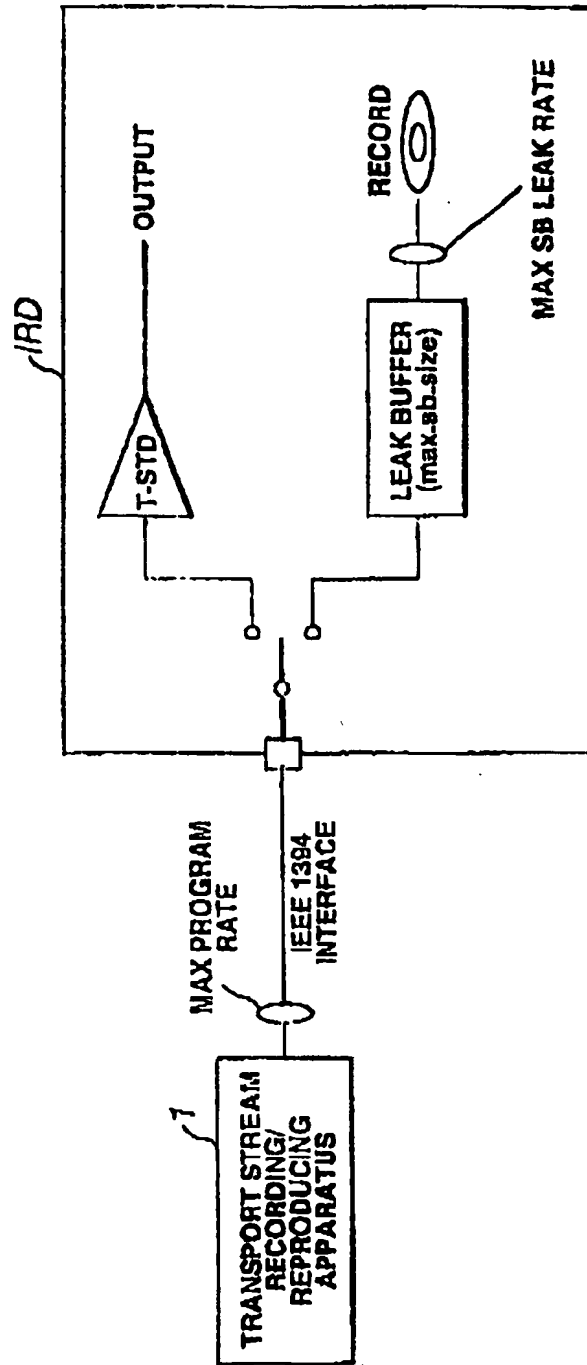 IRD
OUTPUT
T-STD
RECORD
LEAK BUFFER
(max-sb-size)
MAX SB LEAK RATE
MAX PROGRAM
RATE
IEEE 1394
INTERFACE
7
TRANSPORT STREAM
RECORDING/
REPRODUCING
APPARATUS